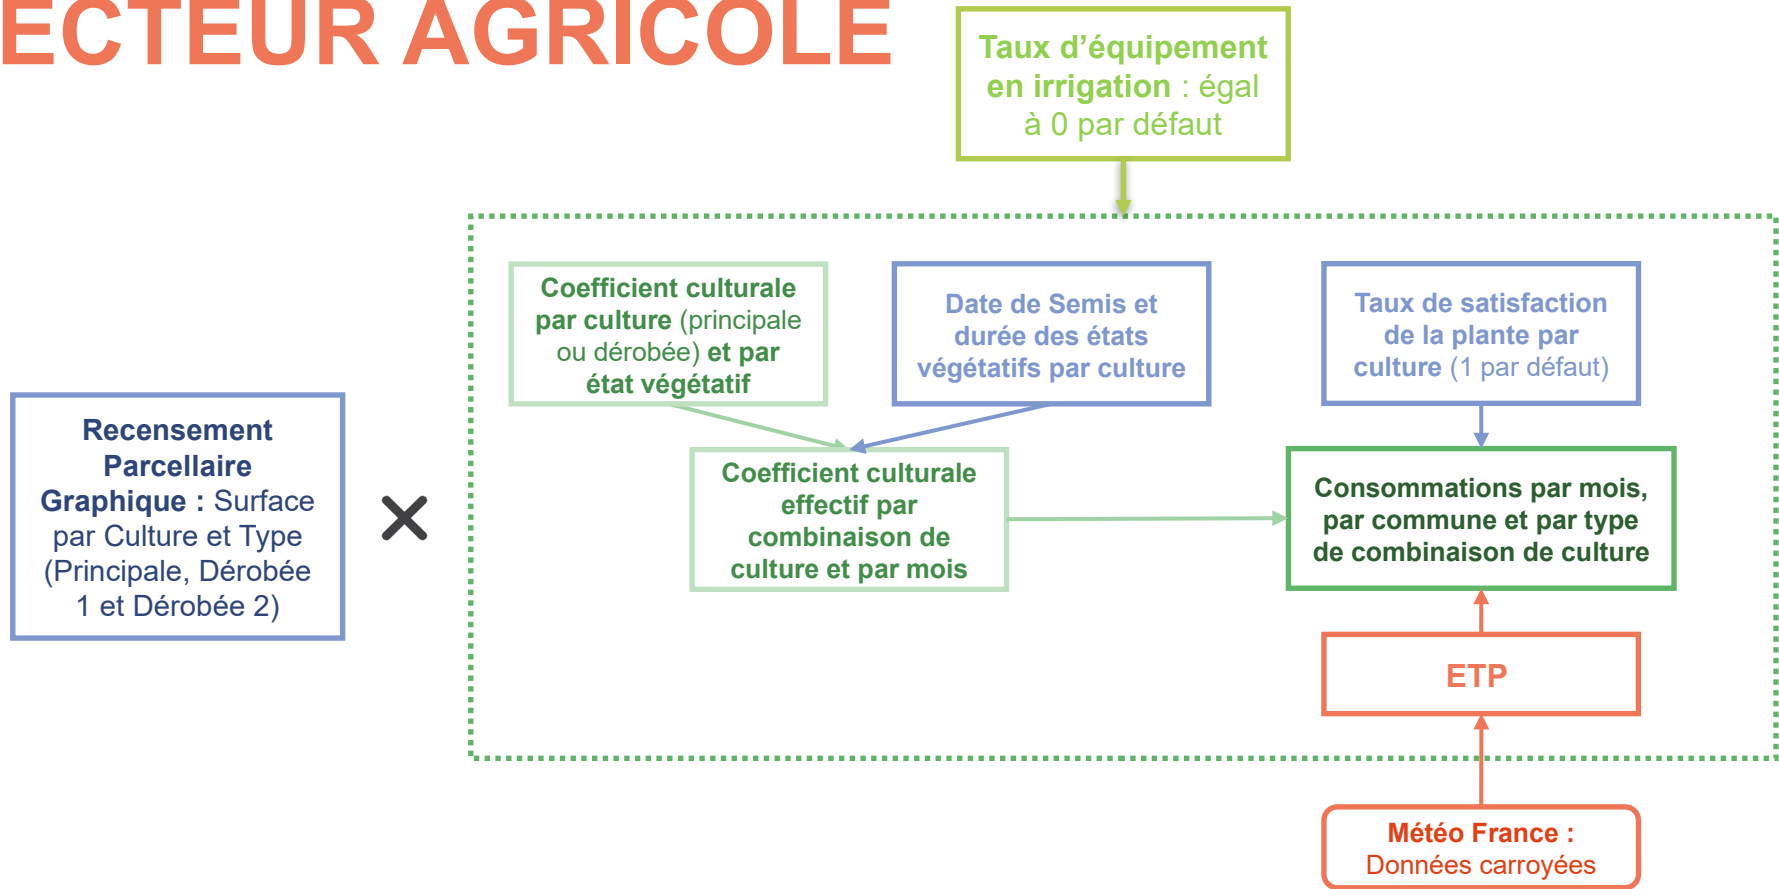 ECTEUR AGRICOLE
Taux d’équipement
en irrigation : égal
à 0 par défaut
Coefficient culturale
par culture (principale
ou dérobée) et par
état végétatif
Date de Semis et
durée des états
végétatifs par culture
Taux de satisfaction
de la plante par
culture (1 par défaut)
Recensement
Parcellaire
Graphique : Surface
par Culture et Type
(Principale, Dérobée
1 et Dérobée 2)
Coefficient culturale
effectif par
combinaison de
culture et par mois
Consommations par mois,
par commune et par type
de combinaison de culture
ETP
Météo France :
Données carroyées